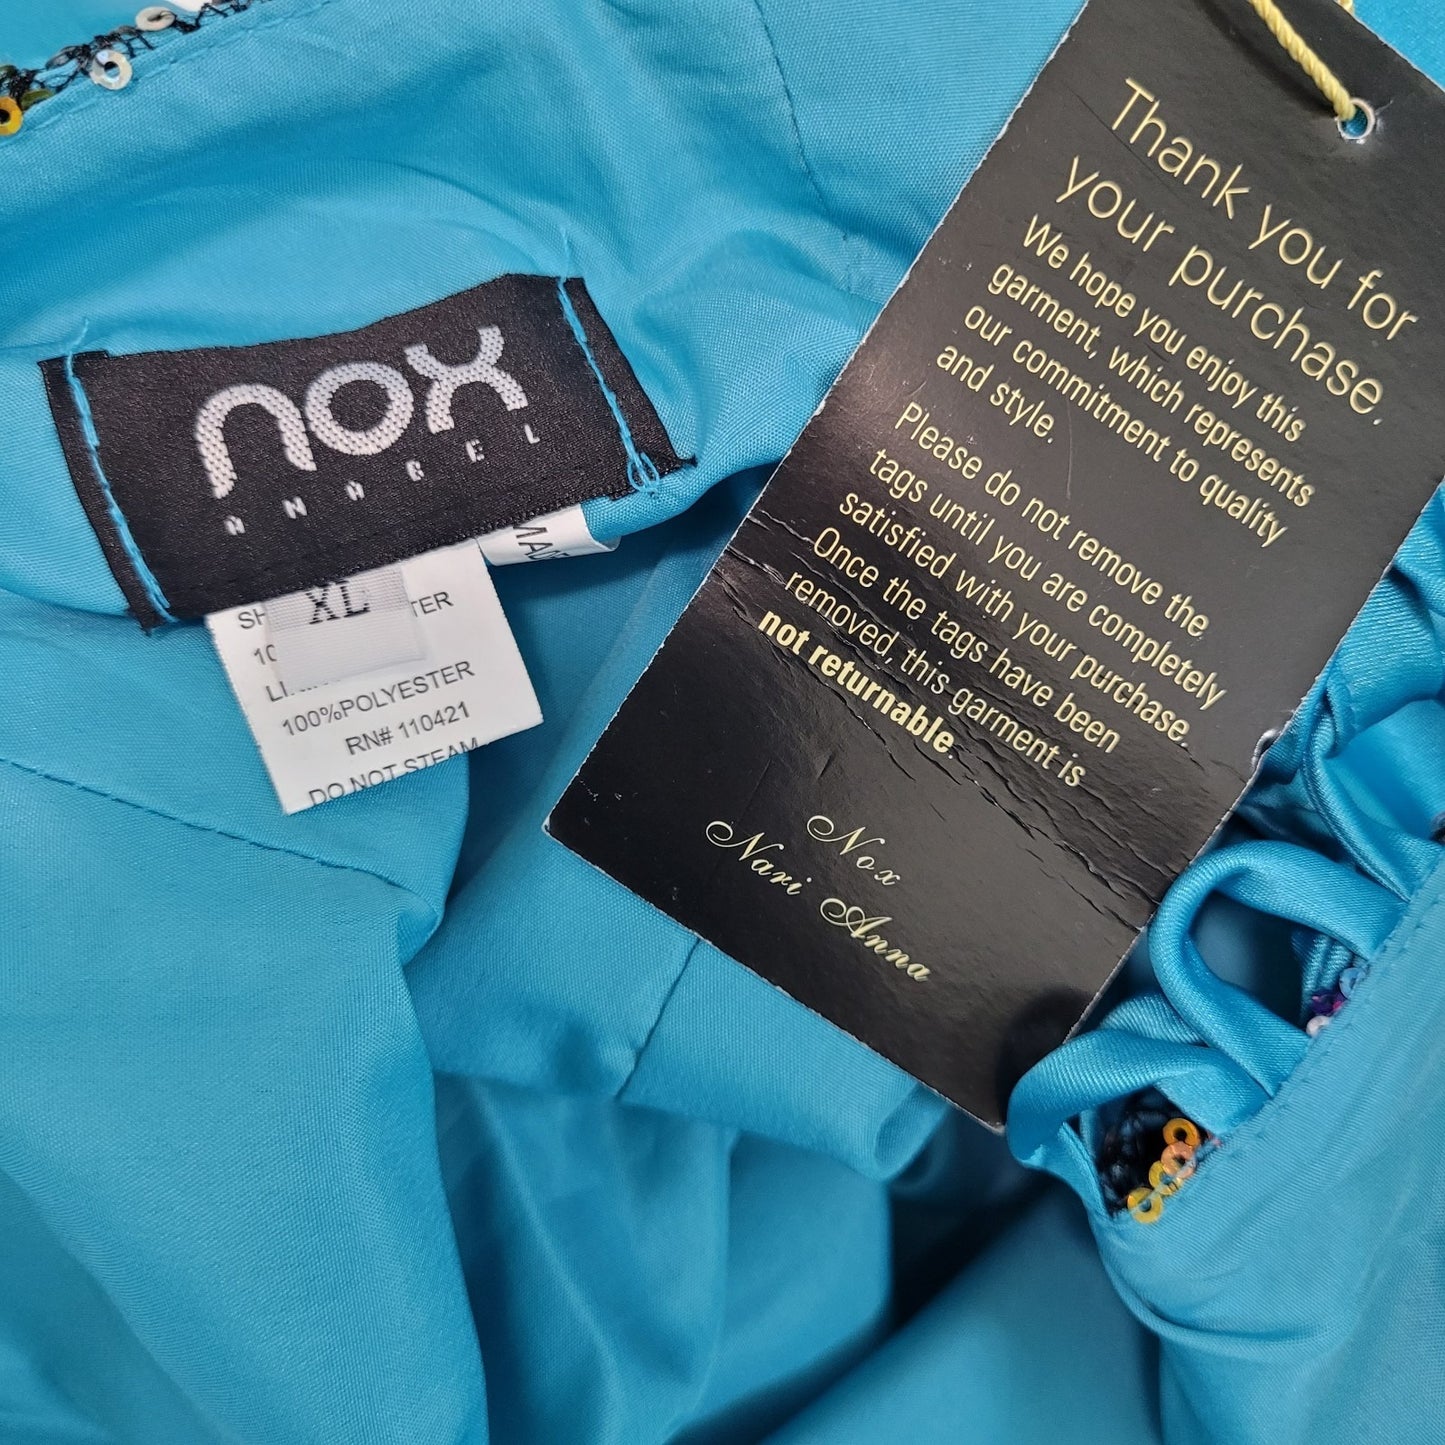 nox
ANABEL
MA
XL
100%POLYESTER
RN# 110421
DO NOT STEAM
Thank you for
your purchase.
We hope you enjoy this
garment, which represents
our commitment to quality
and style.
Please do not remove the
tags until you are completely
satisfied with your purchase.
Once the tags have been
removed, this garment is
not returnable.
Nox
Nari Anna